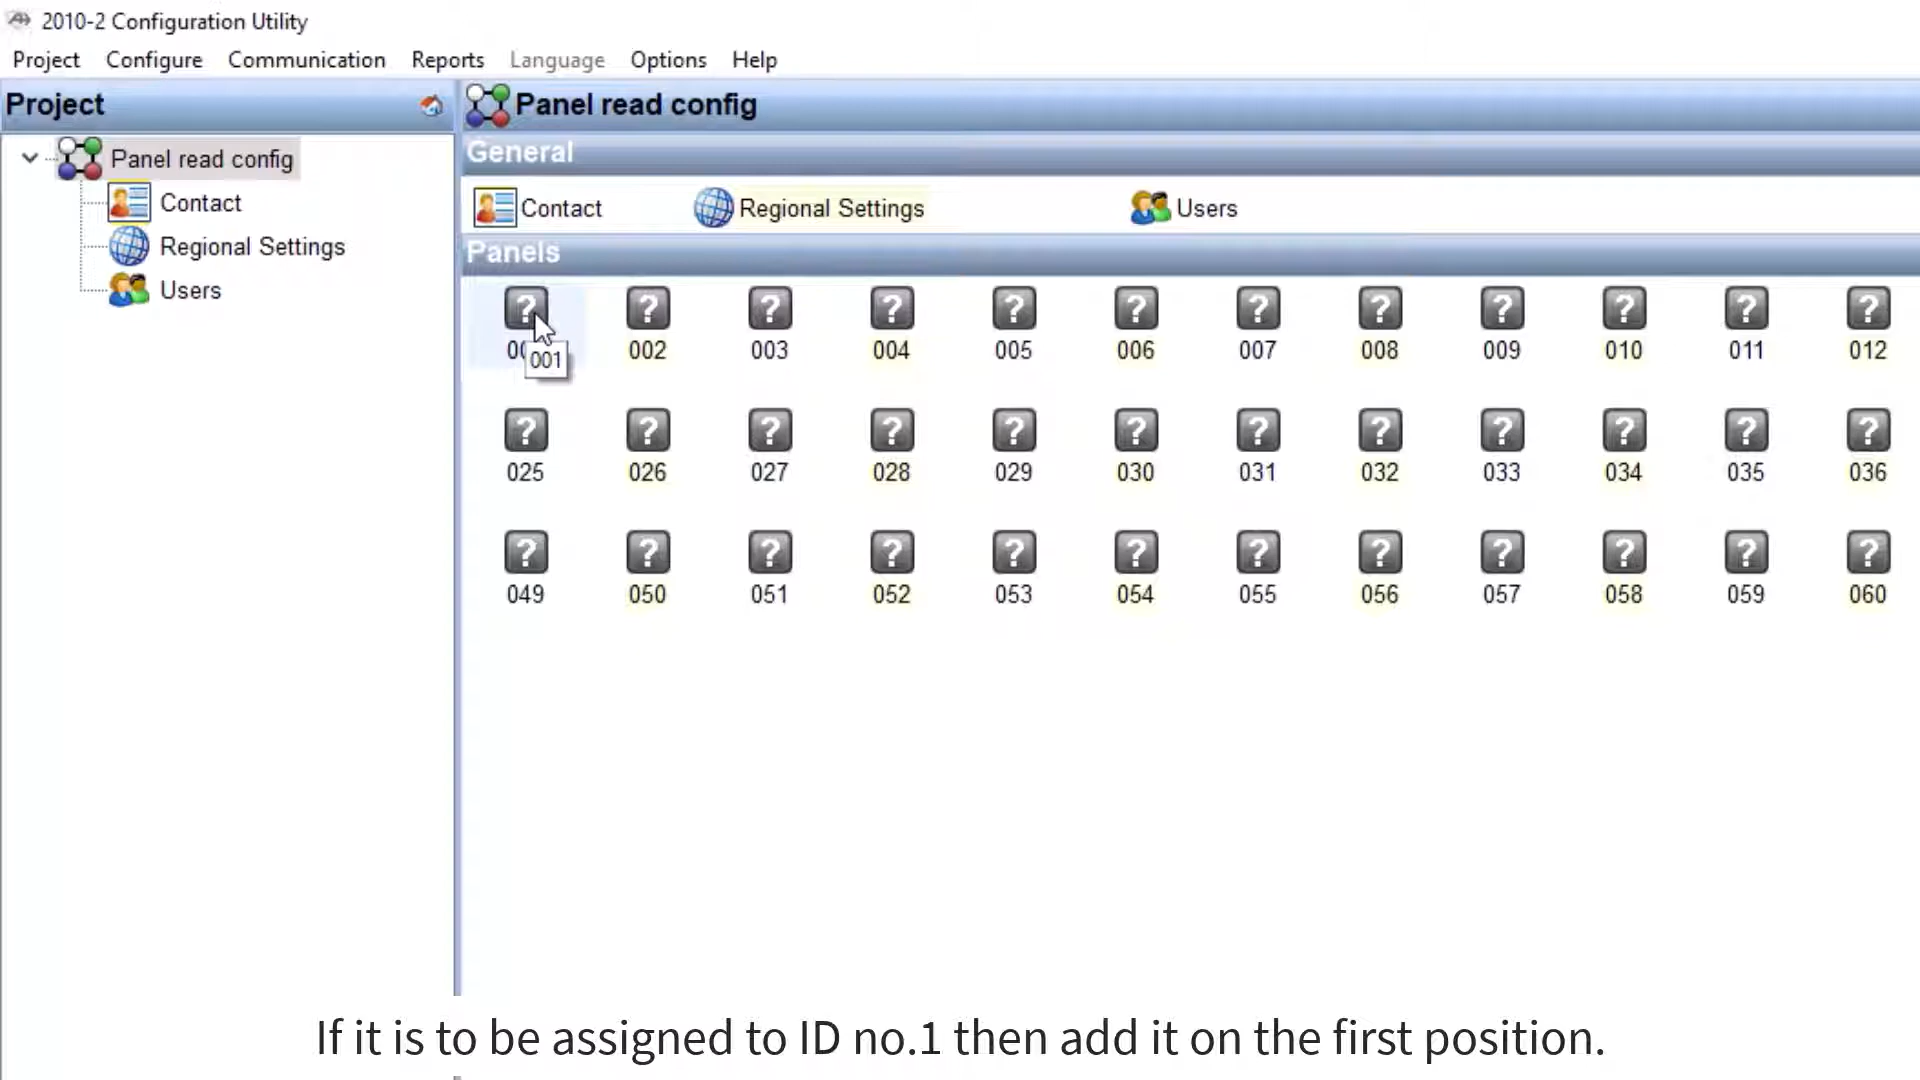 2010-2 Configuration Utility
Project Configure Communication Reports Language Options Help
Project
Panel read config
Contact
Regional Settings
Users
Panel read config
General
Contact Regional Settings Users
Panels
? ? ? ? ? ? ? ? ? ? ? ?
00 002 003 004 005 006 007 008 009 010 011 012
001
? ? ? ? ? ? ? ? ? ? ? ?
025 026 027 028 029 030 031 032 033 034 035 036
? ? ? ? ? ? ? ? ? ? ? ?
049 050 051 052 053 054 055 056 057 058 059 060
If it is to be assigned to ID no.1 then add it on the first position.